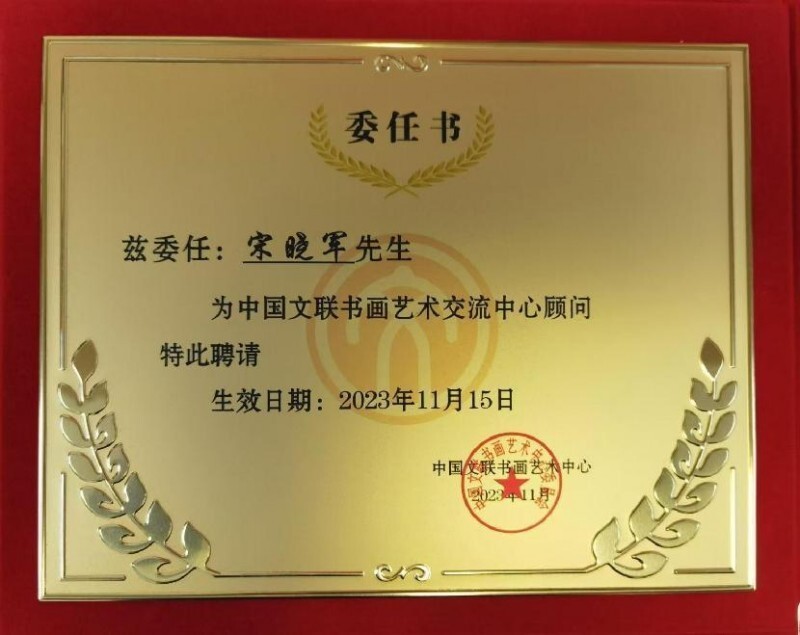 委任书
兹委任：宋晓军先生
为中国文联书画艺术交流中心顾问
特此聘请
生效日期：2023年11月15日
中国文联书画艺术中心
2023年11月